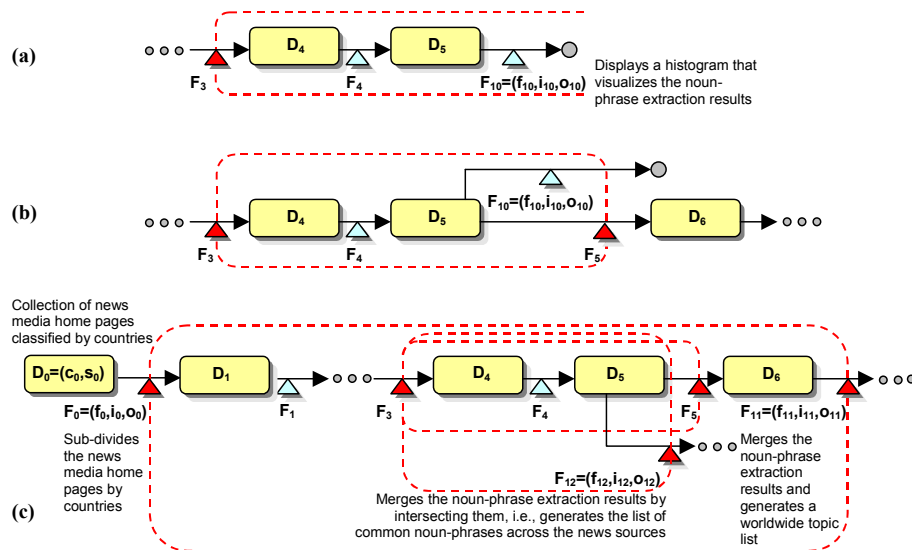 (a)
D4
D5
F3
F4
F10=(f10,i10,o10)
Displays a histogram that
visualizes the noun-
phrase extraction results
(b)
F10=(f10,i10,o10)
D4
D5
D6
F3
F4
F5
Collection of news
media home pages
classified by countries
D0=(c0,s0)
D1
D4
D5
D6
F0=(f0,i0,o0)
F1
F3
F4
F5
F11=(f11,i11,o11)
Sub-divides
the news
media home
pages by
countries
F12=(f12,i12,o12)
Merges the noun-phrase extraction results by
intersecting them, i.e., generates the list of
common noun-phrases across the news sources
Merges the
noun-phrase
extraction
results and
generates a
worldwide topic
list
(c)